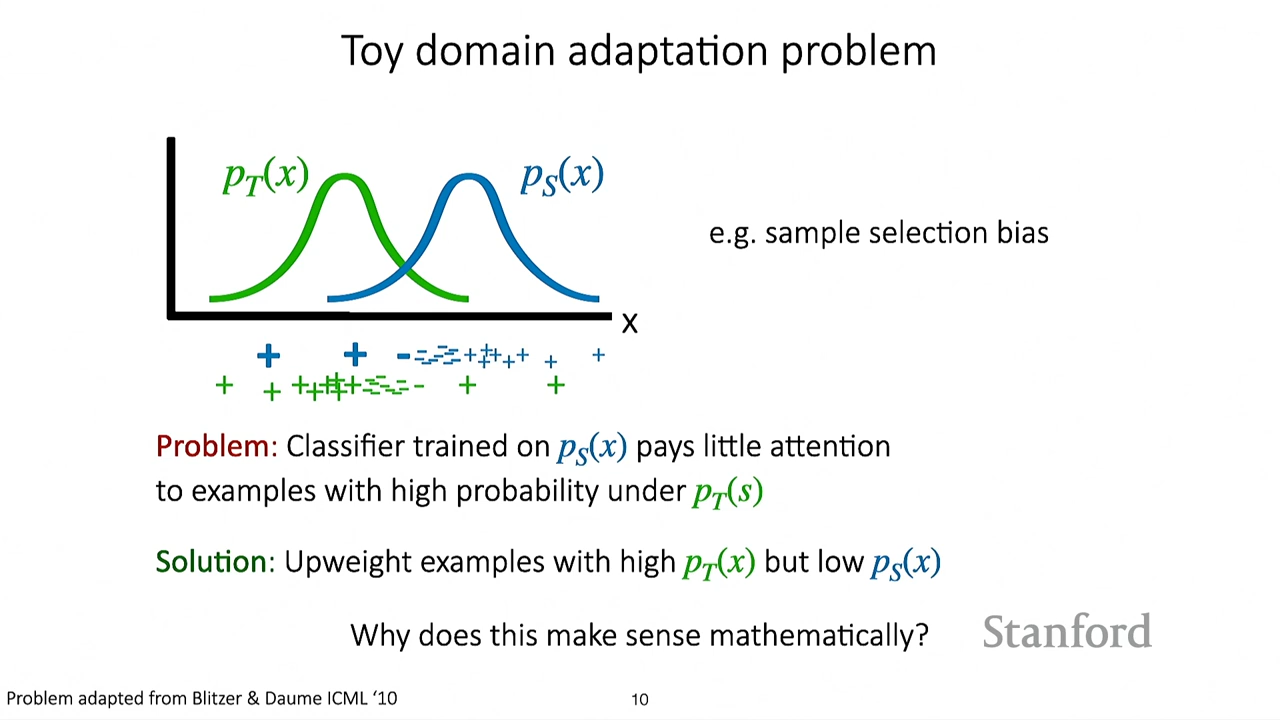 Toy domain adaptation problem
p_T(x)
p_S(x)
e.g. sample selection bias
x
Problem: Classifier trained on p_S(x) pays little attention
to examples with high probability under p_T(s)
Solution: Upweight examples with high p_T(x) but low p_S(x)
Why does this make sense mathematically?
Stanford
Problem adapted from Blitzer & Daume ICML ‘10
10